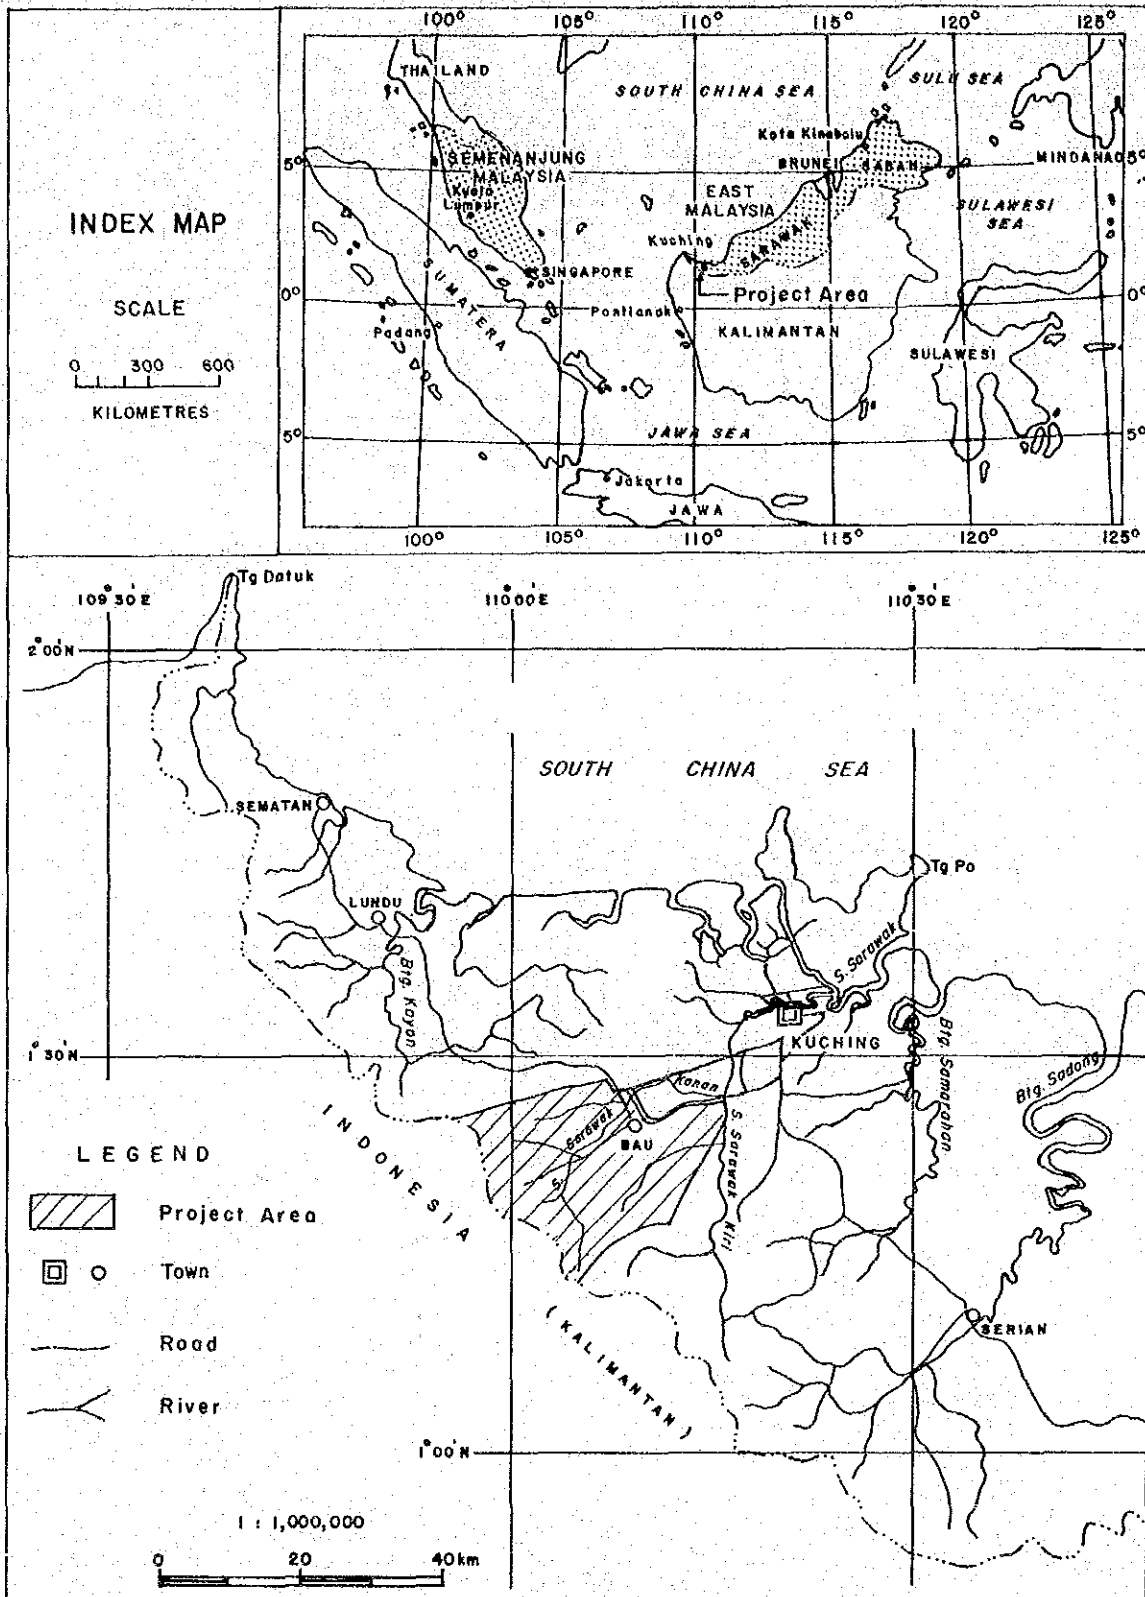 100° 105° 110° 115° 120° 125°
THAILAND
SOUTH CHINA SEA
SULU SEA
Kota Kinabalu
5°
SEMENANJUNG
MALAYSIA
BRUNEI
SABAH
MINDANAO
5°
Lumpur
EAST
MALAYSIA
SULAWESI
SEA
INDEX MAP
Kuching
SARAWAK
SINGAPORE
SUMATERA
Project Area
0°
0°
SCALE
Pontianak
KALIMANTAN
Padang
SULAWESI
0 300 600
KILOMETRES
5°
JAWA SEA
5°
Jakarta
JAWA
100° 105° 110° 115° 120° 125°
Tg Datuk
109°30'E
110°00'E
110°30'E
2°00'N
SOUTH CHINA SEA
SEMATAN
Tg Po
LUNDU
S. Sarawak
Btg. Kayan
KUCHING
Btg. Samarahan
1°30'N
Btg. Sadong
Kanan
S. Sarawak
BAU
S. Sarawak Kiri
INDONESIA
(KALIMANTAN)
SERIAN
LEGEND
Project Area
Town
Road
River
1°00'N
1 : 1,000,000
0 20 40km